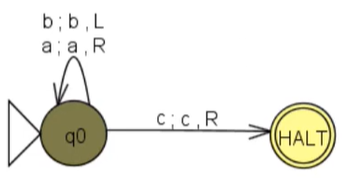 b ; b , L
a ; a , R
c ; c , R
q0
HALT